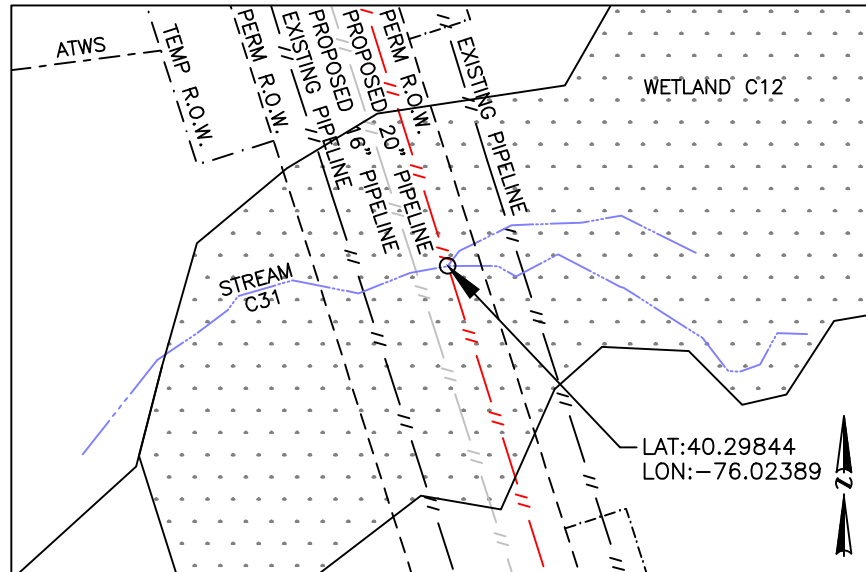 ATWS
TEMP R.O.W.
PERM R.O.W.
EXISTING PIPELINE
PROPOSED 16" PIPELINE
PROPOSED 20" PIPELINE
PERM R.O.W.
EXISTING PIPELINE
WETLAND C12
STREAM
C31
LAT:40.29844
LON:-76.02389
N